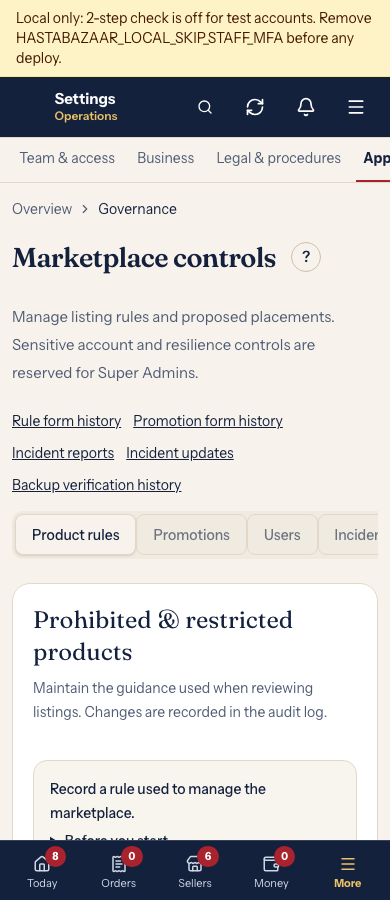 Local only: 2-step check is off for test accounts. Remove
HASTABAZAAR_LOCAL_SKIP_STAFF_MFA before any
deploy.
Settings
Operations
Team & access
Business
Legal & procedures
App
Overview > Governance
Marketplace controls
?
Manage listing rules and proposed placements.
Sensitive account and resilience controls are
reserved for Super Admins.
Rule form history
Promotion form history
Incident reports
Incident updates
Backup verification history
Product rules
Promotions
Users
Inciden
Prohibited & restricted
products
Maintain the guidance used when reviewing
listings. Changes are recorded in the audit log.
Record a rule used to manage the
marketplace.
Before you start
8
0
6
0
Today
Orders
Sellers
Money
More